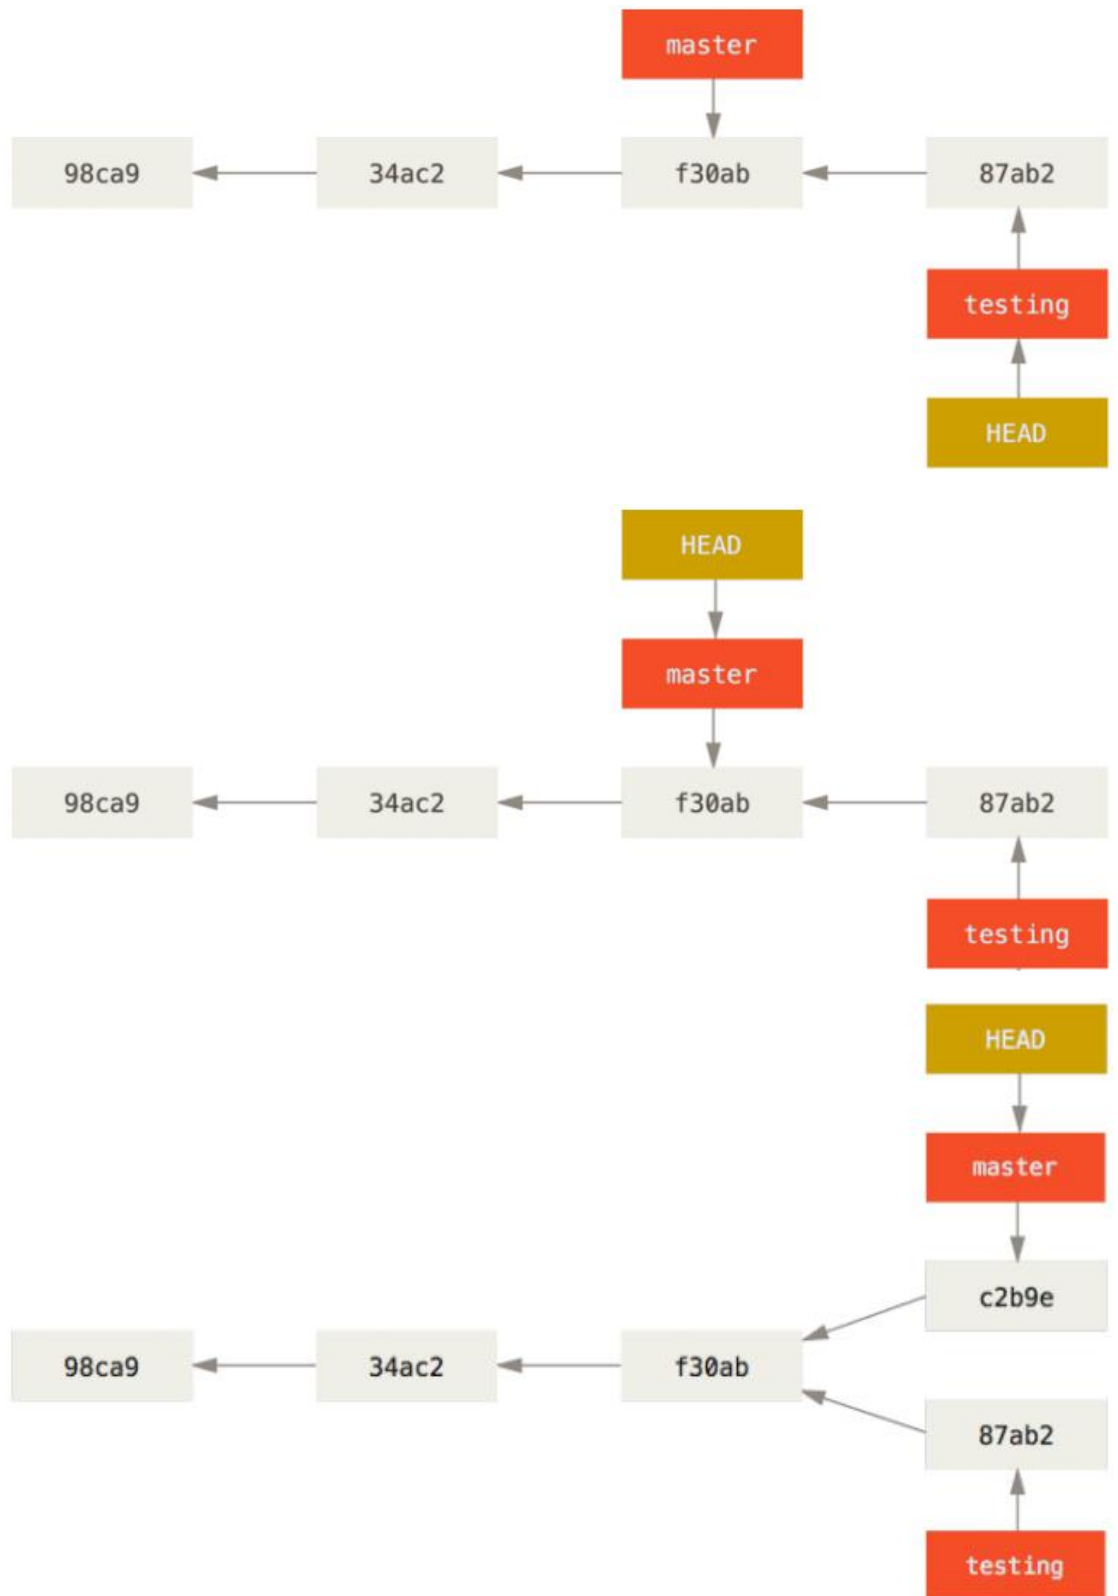 master
98ca9 34ac2 f30ab 87ab2
testing
HEAD
HEAD
master
98ca9 34ac2 f30ab 87ab2
testing
HEAD
master
c2b9e
98ca9 34ac2 f30ab
87ab2
testing